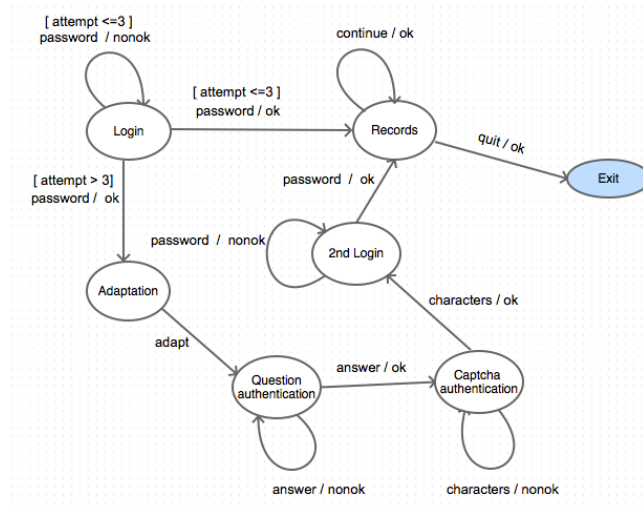 [ attempt <=3 ]
password / nonok
continue / ok
[ attempt <=3 ]
password / ok
Login
Records
quit / ok
Exit
[ attempt > 3]
password / ok
password / ok
password / nonok
2nd Login
Adaptation
characters / ok
adapt
answer / ok
Question
authentication
Captcha
authentication
answer / nonok
characters / nonok